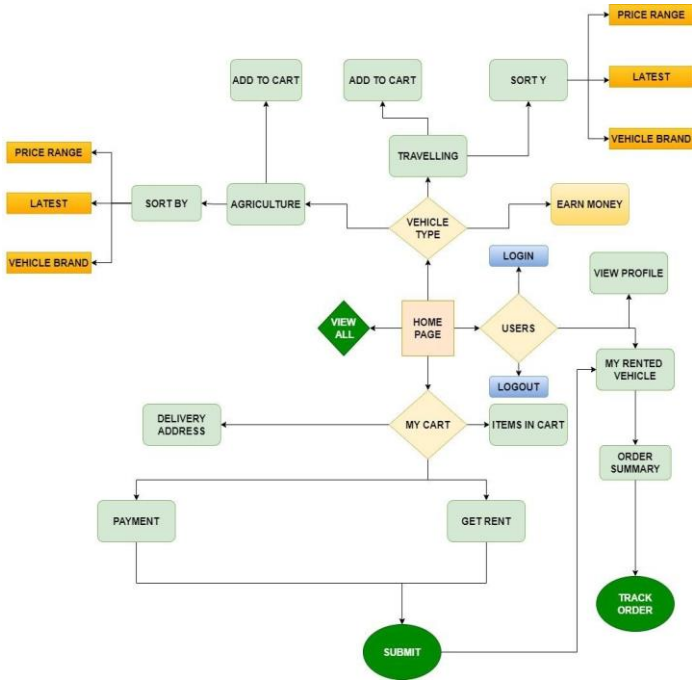 PRICE RANGE
ADD TO CART
ADD TO CART
SORT Y
LATEST
VEHICLE BRAND
PRICE RANGE
TRAVELLING
LATEST
SORT BY
AGRICULTURE
VEHICLE
TYPE
EARN MONEY
VEHICLE BRAND
LOGIN
VIEW PROFILE
VIEW
ALL
HOME
PAGE
USERS
MY RENTED
VEHICLE
LOGOUT
DELIVERY
ADDRESS
MY CART
ITEMS IN CART
ORDER
SUMMARY
PAYMENT
GET RENT
TRACK
ORDER
SUBMIT